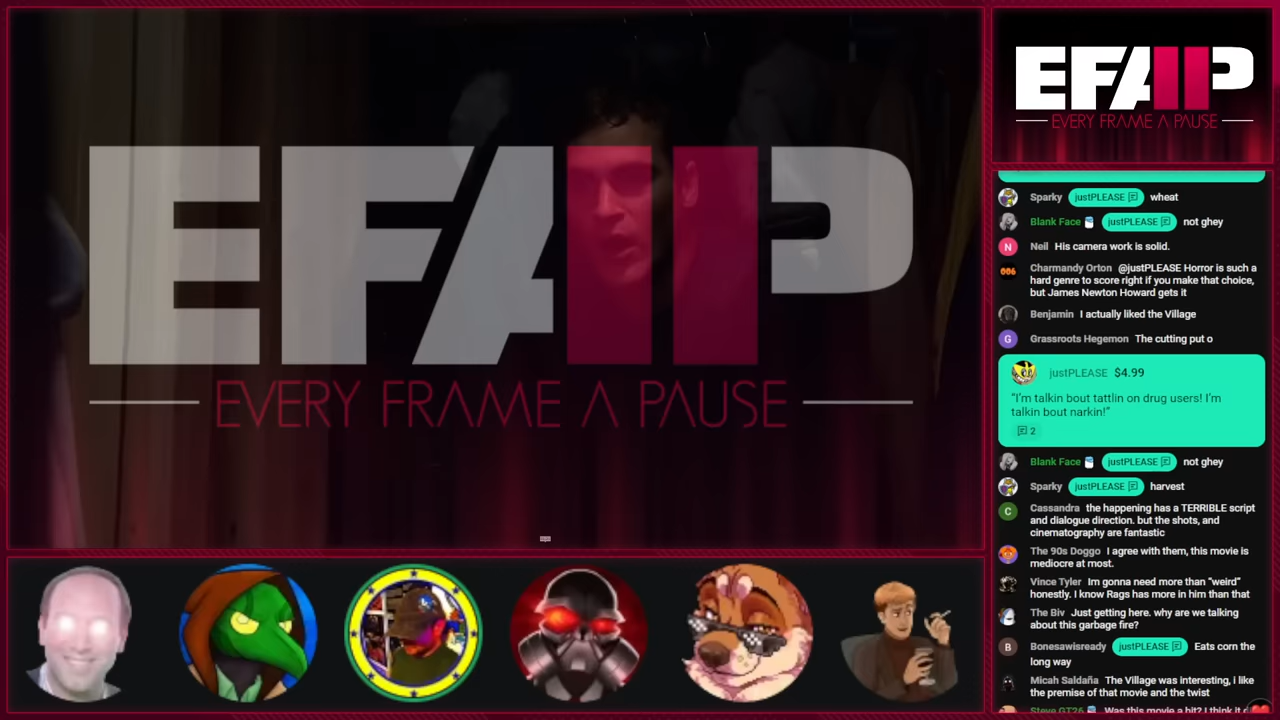 EFAP
EVERY FRAME A PAUSE
EFAP
EVERY FRAME A PAUSE
Sparky justPLEASE wheat
Blank Face justPLEASE not ghey
N Neil His camera work is solid.
Charmandy Orton @justPLEASE Horror is such a
hard genre to score right if you make that choice,
but James Newton Howard gets it
Benjamin I actually liked the Village
G Grassroots Hegemon The cutting put o
justPLEASE $4.99
"I'm talkin bout tattlin on drug users! I'm
talkin bout narkin!"
2
Blank Face justPLEASE not ghey
Sparky justPLEASE harvest
C Cassandra the happening has a TERRIBLE script
and dialogue direction. but the shots, and
cinematography are fantastic
The 90s Doggo I agree with them, this movie is
mediocre at most.
Vince Tyler Im gonna need more than "weird"
honestly. I know Rags has more in him than that
The Biv Just getting here. why are we talking
about this garbage fire?
B Bonesawisready justPLEASE Eats corn the
long way
Micah Saldaña The Village was interesting, i like
the premise of that movie and the twist
Steve GT26 Was this movie a hit? I think it